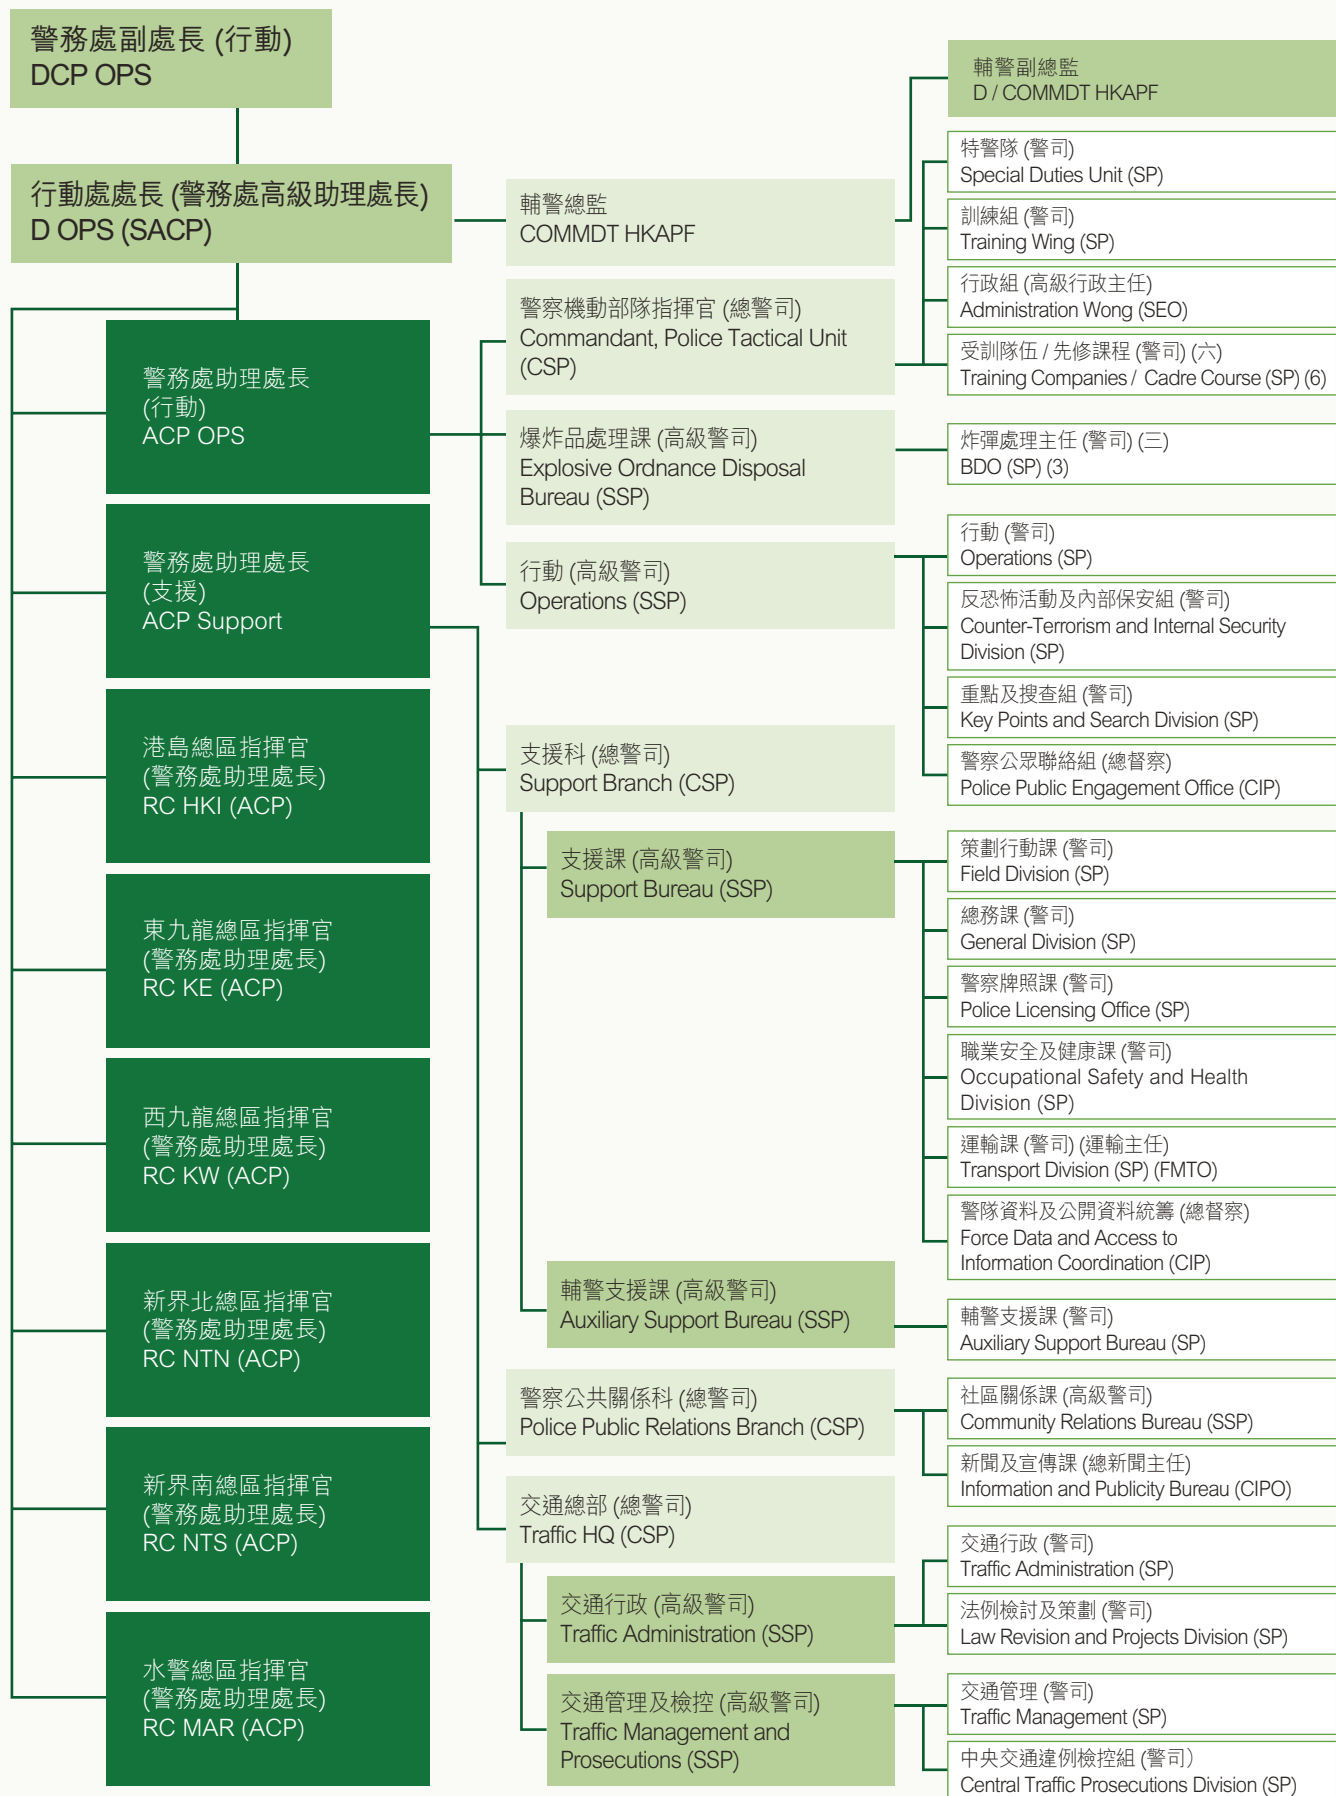 警務處副處長 (行動)
DCP OPS
行動處處長 (警務處高級助理處長)
D OPS (SACP)
警務處助理處長
(行動)
ACP OPS
警務處助理處長
(支援)
ACP Support
港島總區指揮官
(警務處助理處長)
RC HKI (ACP)
東九龍總區指揮官
(警務處助理處長)
RC KE (ACP)
西九龍總區指揮官
(警務處助理處長)
RC KW (ACP)
新界北總區指揮官
(警務處助理處長)
RC NTN (ACP)
新界南總區指揮官
(警務處助理處長)
RC NTS (ACP)
水警總區指揮官
(警務處助理處長)
RC MAR (ACP)
輔警總監
COMMDT HKAPF
警察機動部隊指揮官 (總警司)
Commandant, Police Tactical Unit
(CSP)
爆炸品處理課 (高級警司)
Explosive Ordnance Disposal
Bureau (SSP)
行動 (高級警司)
Operations (SSP)
支援科 (總警司)
Support Branch (CSP)
支援課 (高級警司)
Support Bureau (SSP)
輔警支援課 (高級警司)
Auxiliary Support Bureau (SSP)
警察公共關係科 (總警司)
Police Public Relations Branch (CSP)
交通總部 (總警司)
Traffic HQ (CSP)
交通行政 (高級警司)
Traffic Administration (SSP)
交通管理及檢控 (高級警司)
Traffic Management and
Prosecutions (SSP)
輔警副總監
D / COMMDT HKAPF
特警隊 (警司)
Special Duties Unit (SP)
訓練組 (警司)
Training Wing (SP)
行政組 (高級行政主任)
Administration Wong (SEO)
受訓隊伍 / 先修課程 (警司) (六)
Training Companies / Cadre Course (SP) (6)
炸彈處理主任 (警司) (三)
BDO (SP) (3)
行動 (警司)
Operations (SP)
反恐怖活動及內部保安組 (警司)
Counter-Terrorism and Internal Security
Division (SP)
重點及搜查組 (警司)
Key Points and Search Division (SP)
警察公眾聯絡組 (總督察)
Police Public Engagement Office (CIP)
策劃行動課 (警司)
Field Division (SP)
總務課 (警司)
General Division (SP)
警察牌照課 (警司)
Police Licensing Office (SP)
職業安全及健康課 (警司)
Occupational Safety and Health
Division (SP)
運輸課 (警司) (運輸主任)
Transport Division (SP) (FMTO)
警隊資料及公開資料統籌 (總督察)
Force Data and Access to
Information Coordination (CIP)
輔警支援課 (警司)
Auxiliary Support Bureau (SP)
社區關係課 (高級警司)
Community Relations Bureau (SSP)
新聞及宣傳課 (總新聞主任)
Information and Publicity Bureau (CIPO)
交通行政 (警司)
Traffic Administration (SP)
法例檢討及策劃 (警司)
Law Revision and Projects Division (SP)
交通管理 (警司)
Traffic Management (SP)
中央交通違例檢控組 (警司)
Central Traffic Prosecutions Division (SP)